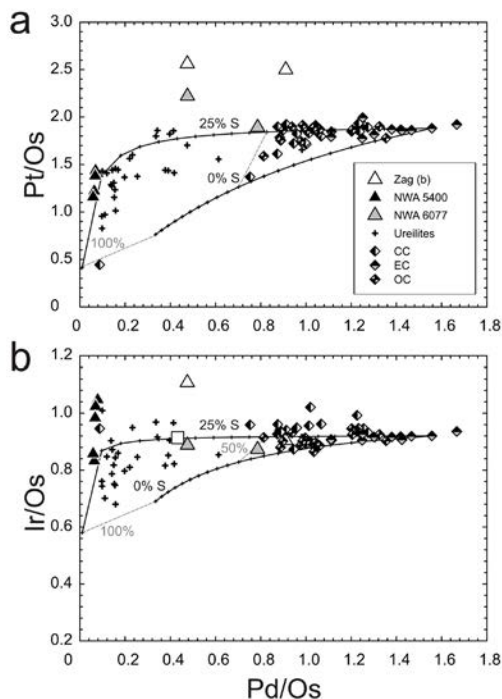 a
3.0
2.5
2.0
1.5
1.0
0.5
0
Pt/Os
25% S
0% S
100%
Zag (b)
NWA 5400
NWA 6077
Ureilites
CC
EC
OC
0 0.2 0.4 0.6 0.8 1.0 1.2 1.4 1.6 1.8
b
1.2
1.0
0.8
0.6
0.4
0.2
Ir/Os
25% S
50%
0% S
100%
0 0.2 0.4 0.6 0.8 1.0 1.2 1.4 1.6 1.8
Pd/Os